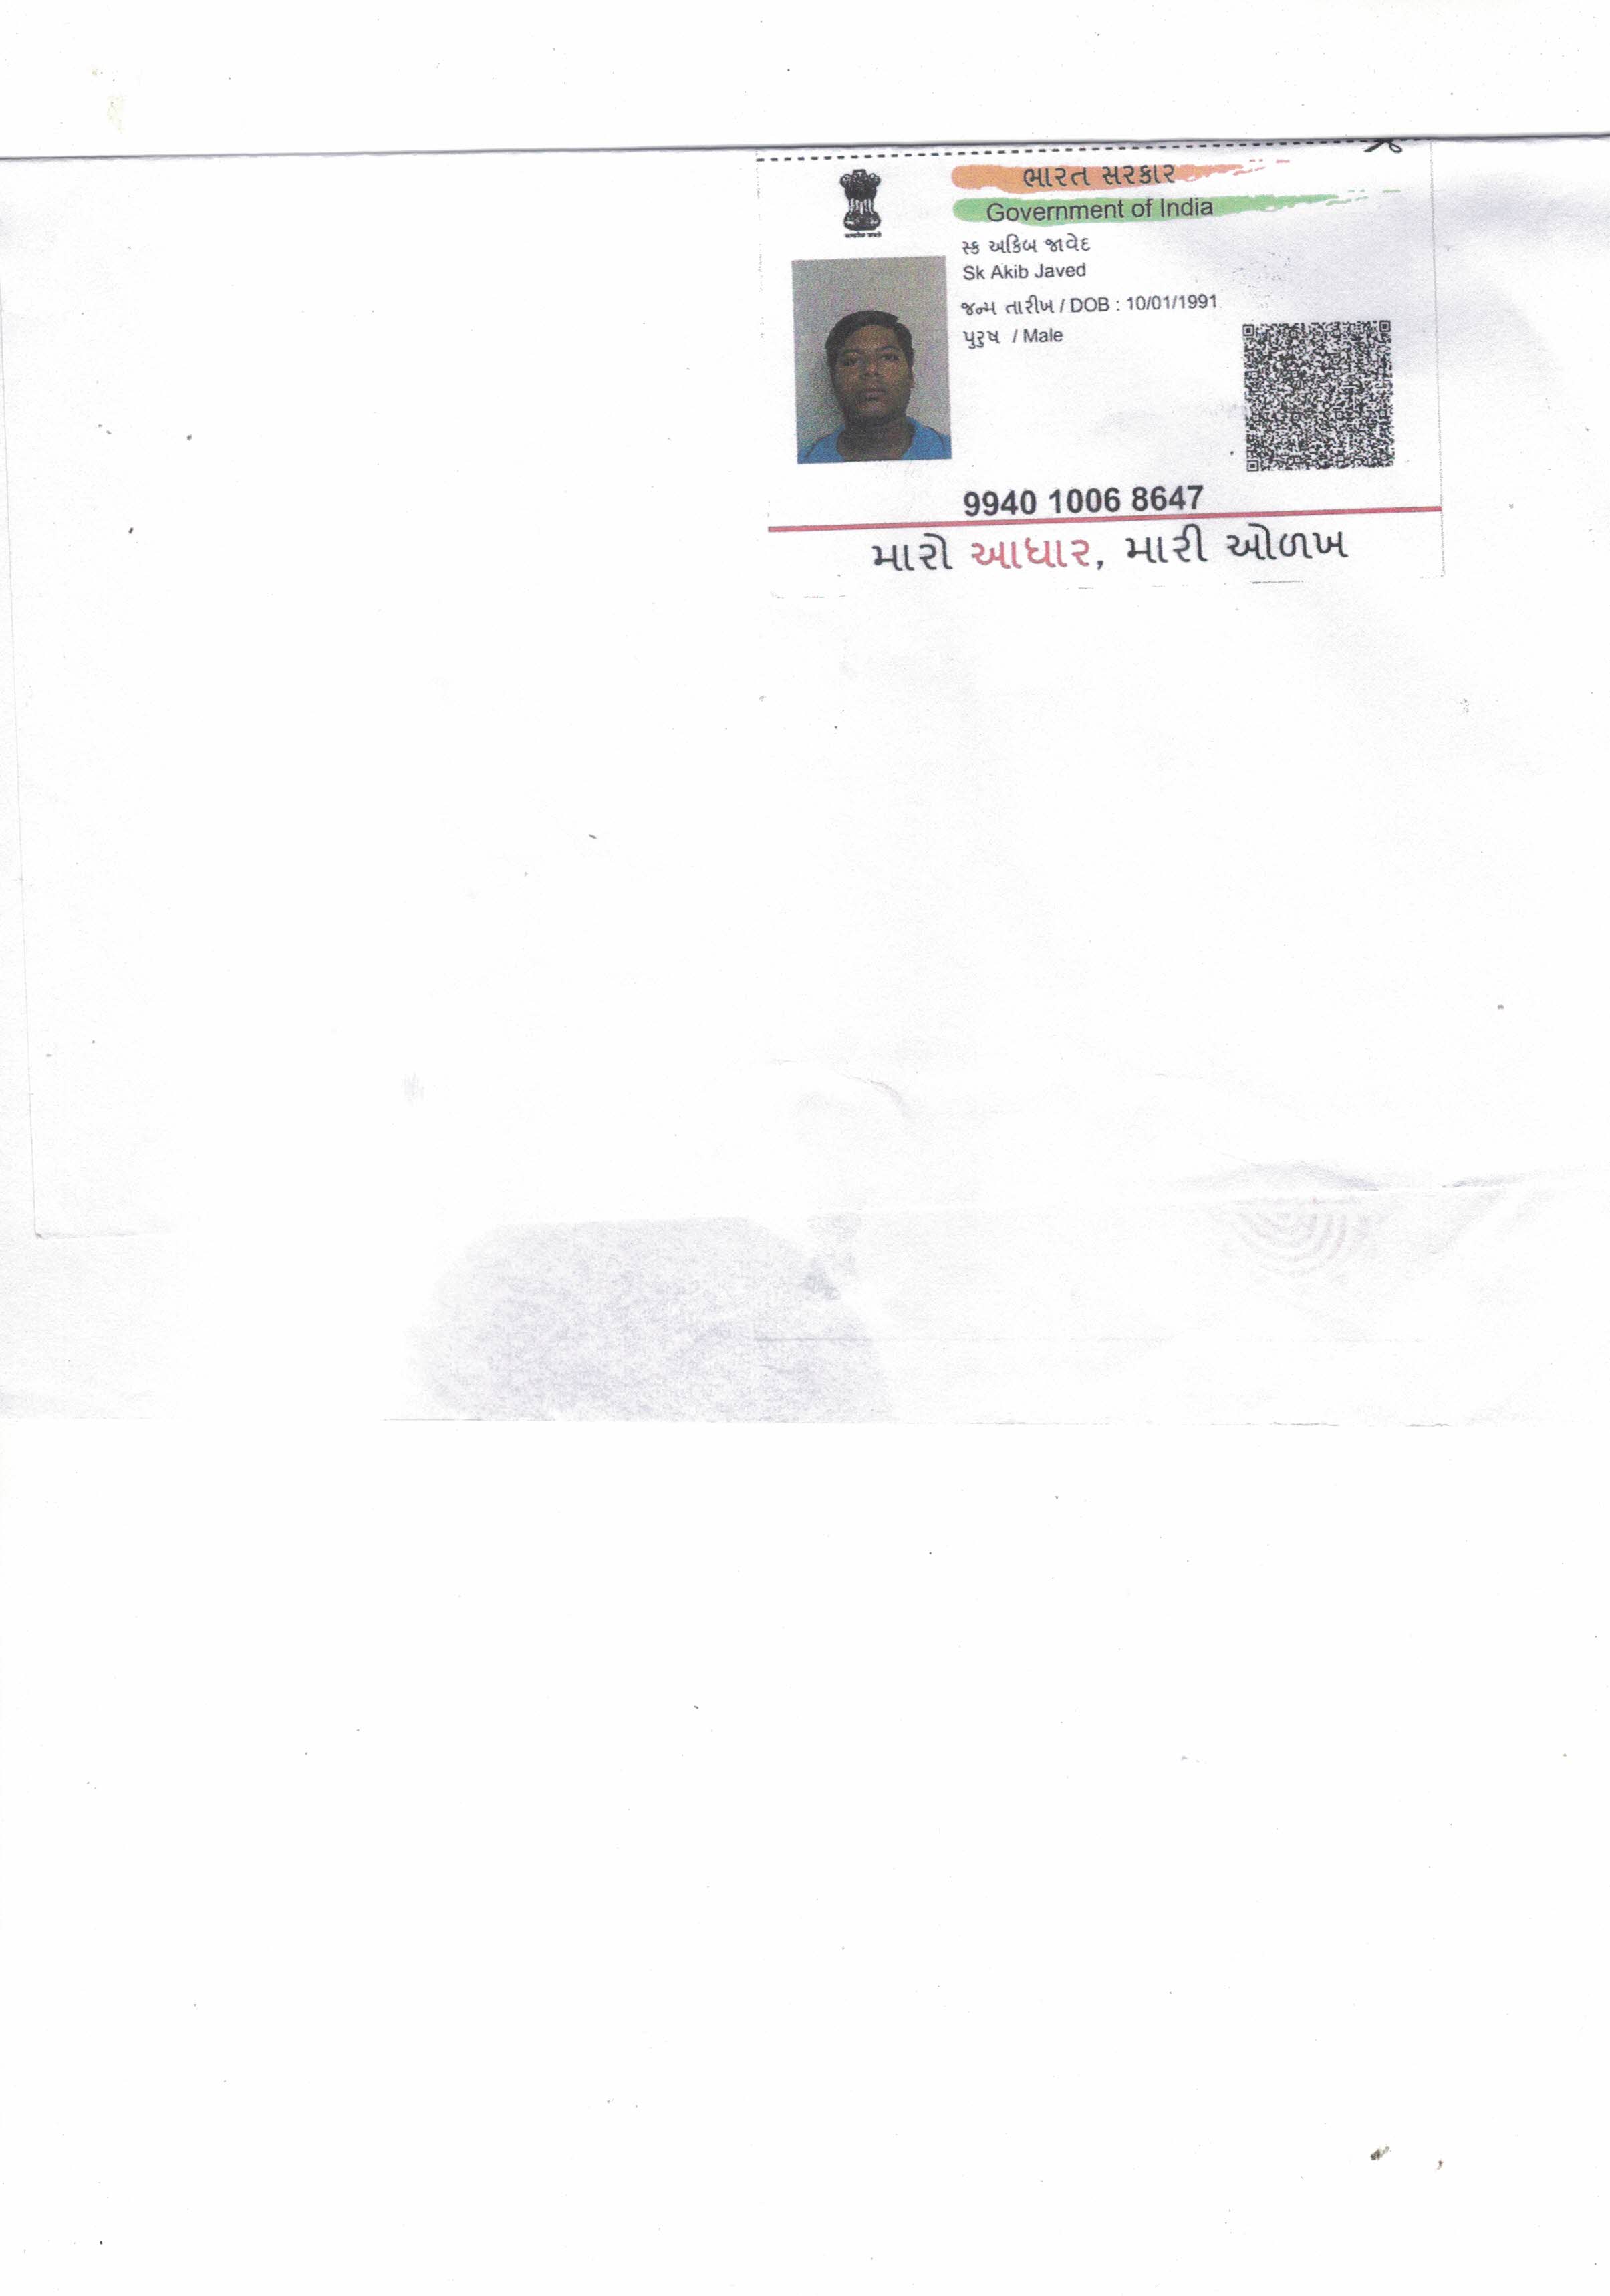 ભારત સરકાર
Government of India
સ્ક અકિબ જાવેદ
Sk Akib Javed
જન્મ તારીખ / DOB : 10/01/1991
પુરુષ / Male
9940 1006 8647
મારો આધાર, મારી ઓળખ